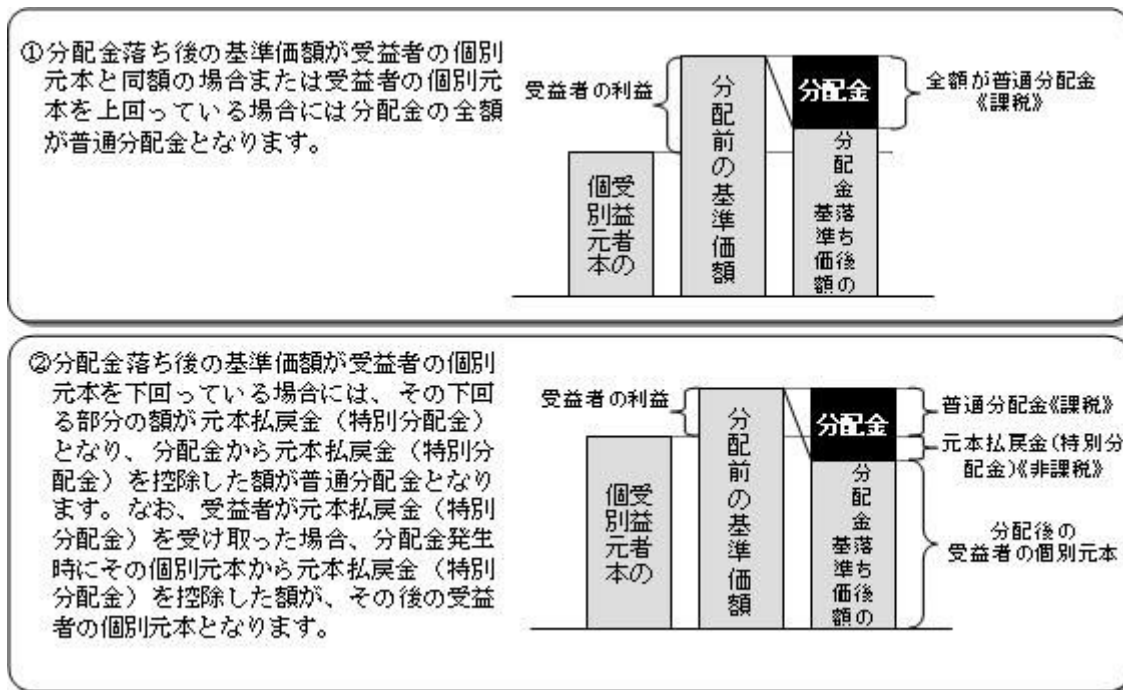 ①分配金落ち後の基準価額が受益者の個別
元本と同額の場合または受益者の個別元
本を上回っている場合には分配金の全額
が普通分配金となります。
受益者の利益
受益者の
個別元本
分配前の基準価額
分配金
分配金落ち後の
基準価額
全額が普通分配金
《課税》
②分配金落ち後の基準価額が受益者の個別
元本を下回っている場合には、その下回
る部分の額が元本払戻金（特別分配金）
となり、分配金から元本払戻金（特別分
配金）を控除した額が普通分配金となり
ます。なお、受益者が元本払戻金（特別
分配金）を受け取った場合、分配金発生
時にその個別元本から元本払戻金（特別
分配金）を控除した額が、その後の受益
者の個別元本となります。
受益者の利益
受益者の
個別元本
分配前の基準価額
分配金
分配金落ち後の
基準価額
普通分配金《課税》
元本払戻金(特別分
配金)《非課税》
分配後の
受益者の個別元本